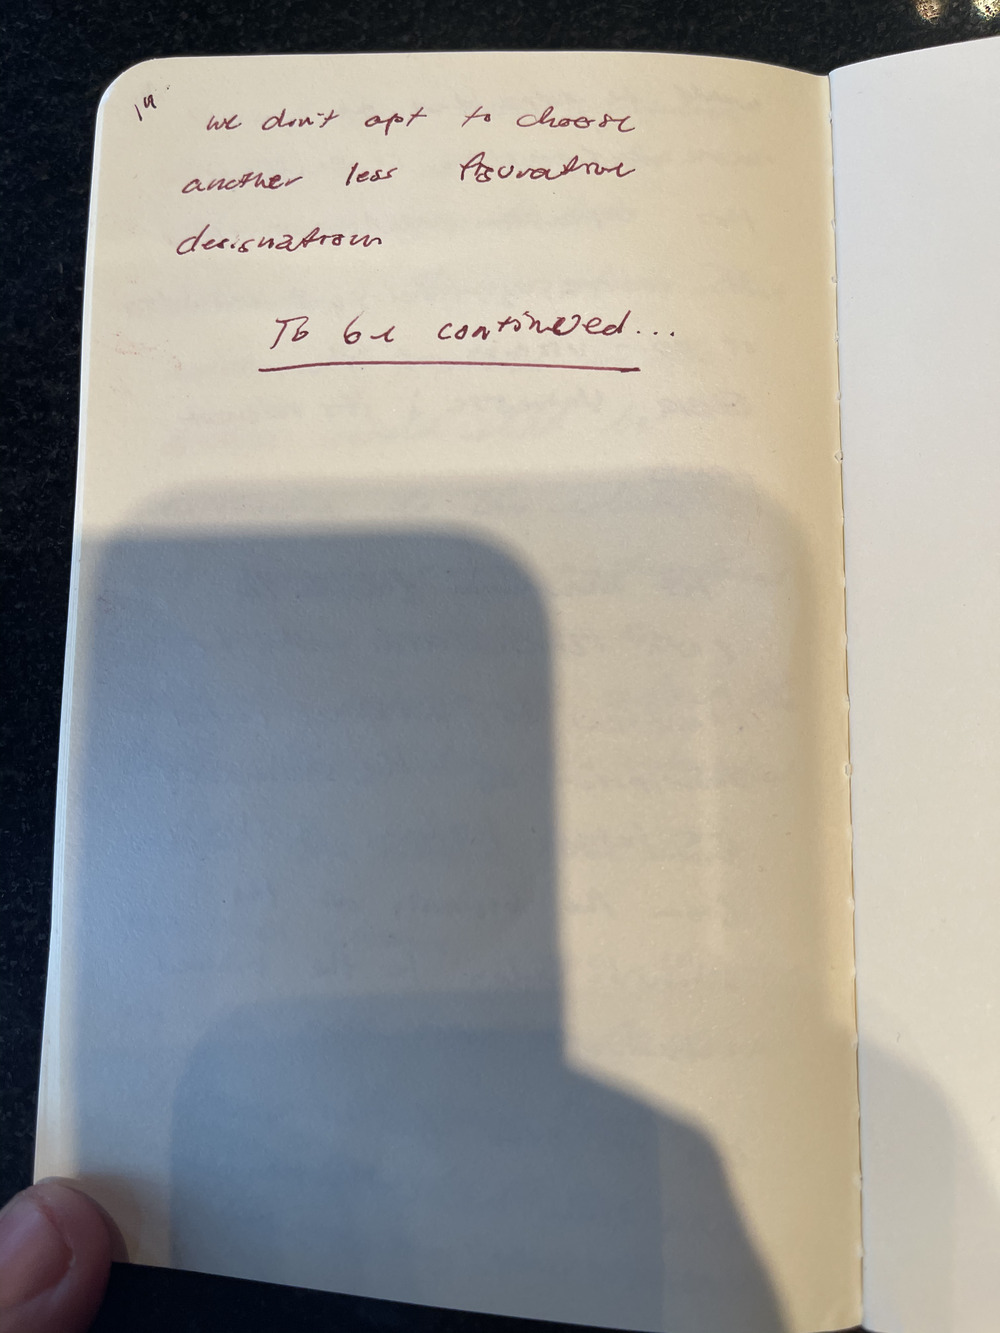 we don't opt to choose
another less figurative
designation
To be continued...